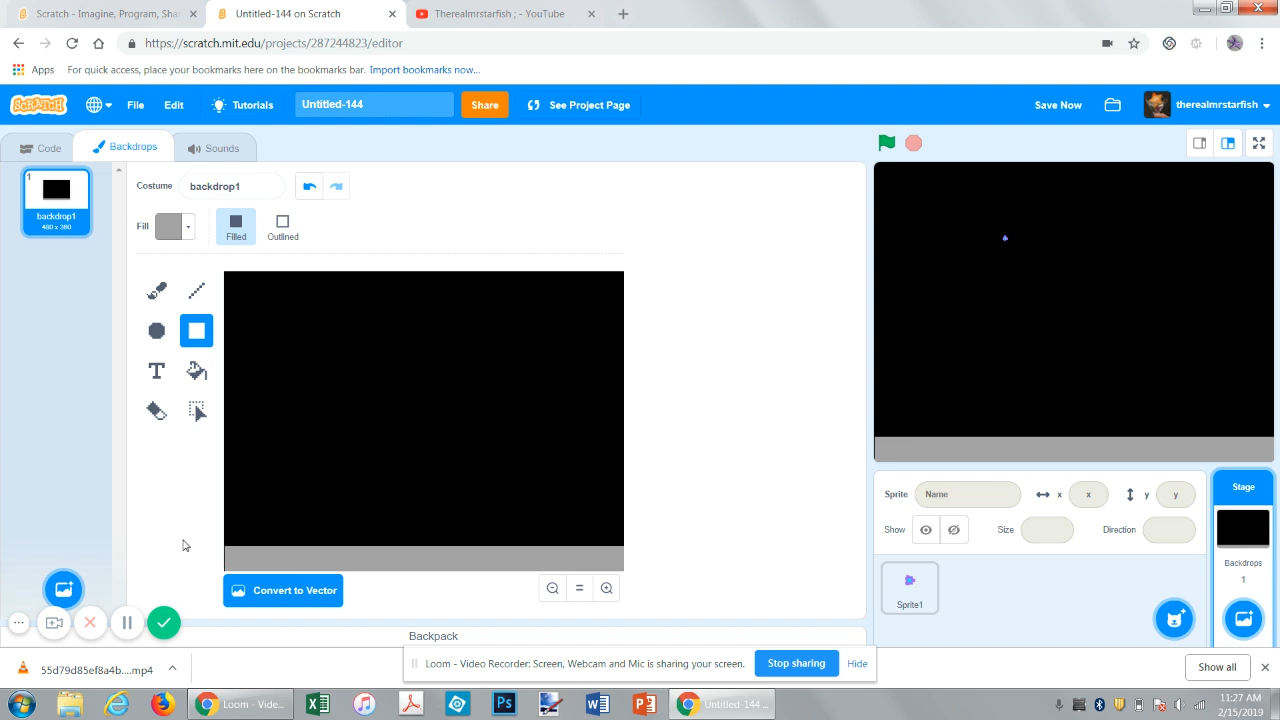 Scratch - Imagine, Program, Sha
Untitled-144 on Scratch
Therealmrstarfish ; - YouTube
https://scratch.mit.edu/projects/287244823/editor
Apps
For quick access, place your bookmarks here on the bookmarks bar. Import bookmarks now...
SCRATCH
File
Edit
Tutorials
Untitled-144
Share
See Project Page
Save Now
therealmrstarfish
Code
Backdrops
Sounds
1
backdrop1
480 x 360
Costume
backdrop1
Fill
Filled
Outlined
T
Convert to Vector
Sprite
Name
x
x
y
y
Show
Size
Direction
Sprite1
Stage
Backdrops
1
Backpack
55d79d85ef8a4b....mp4
Loom - Video Recorder: Screen, Webcam and Mic is sharing your screen.
Stop sharing
Hide
Show all
Loom - Vide...
Ps
Untitled-144 ...
11:27 AM
2/15/2019